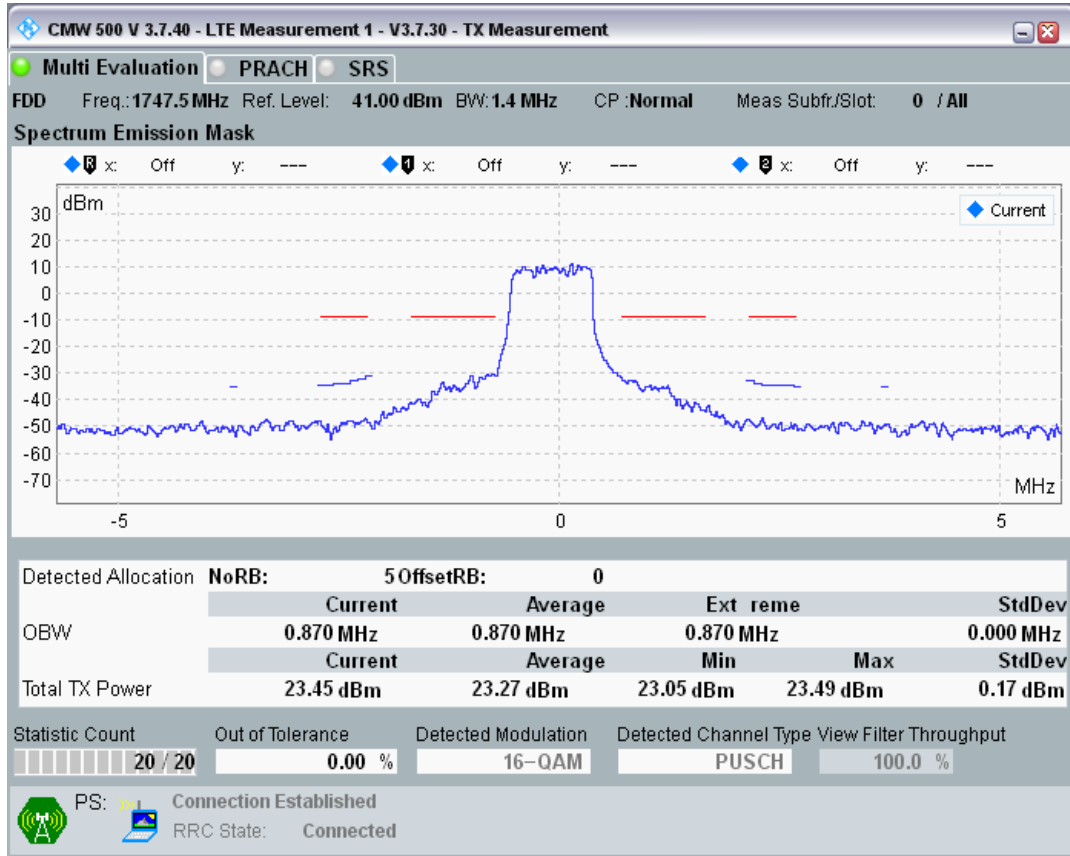 CMW 500 V 3.7.40 - LTE Measurement 1 - V3.7.30 - TX Measurement
Multi Evaluation PRACH SRS
FDD Freq.: 1747.5 MHz Ref. Level: 41.00 dBm BW: 1.4 MHz CP :Normal Meas Subfr./Slot: 0 / All
Spectrum Emission Mask
R x: Off y: --- 1 x: Off y: --- 2 x: Off y: ---
dBm
Current
30
20
10
0
-10
-20
-30
-40
-50
-60
-70
MHz
-5 0 5
Detected Allocation NoRB: 5 OffsetRB: 0
Current Average Ext reme StdDev
OBW 0.870 MHz 0.870 MHz 0.870 MHz 0.000 MHz
Current Average Min Max StdDev
Total TX Power 23.45 dBm 23.27 dBm 23.05 dBm 23.49 dBm 0.17 dBm
Statistic Count Out of Tolerance Detected Modulation Detected Channel Type View Filter Throughput
20 / 20 0.00 % 16-QAM PUSCH 100.0 %
PS: Connection Established
RRC State: Connected